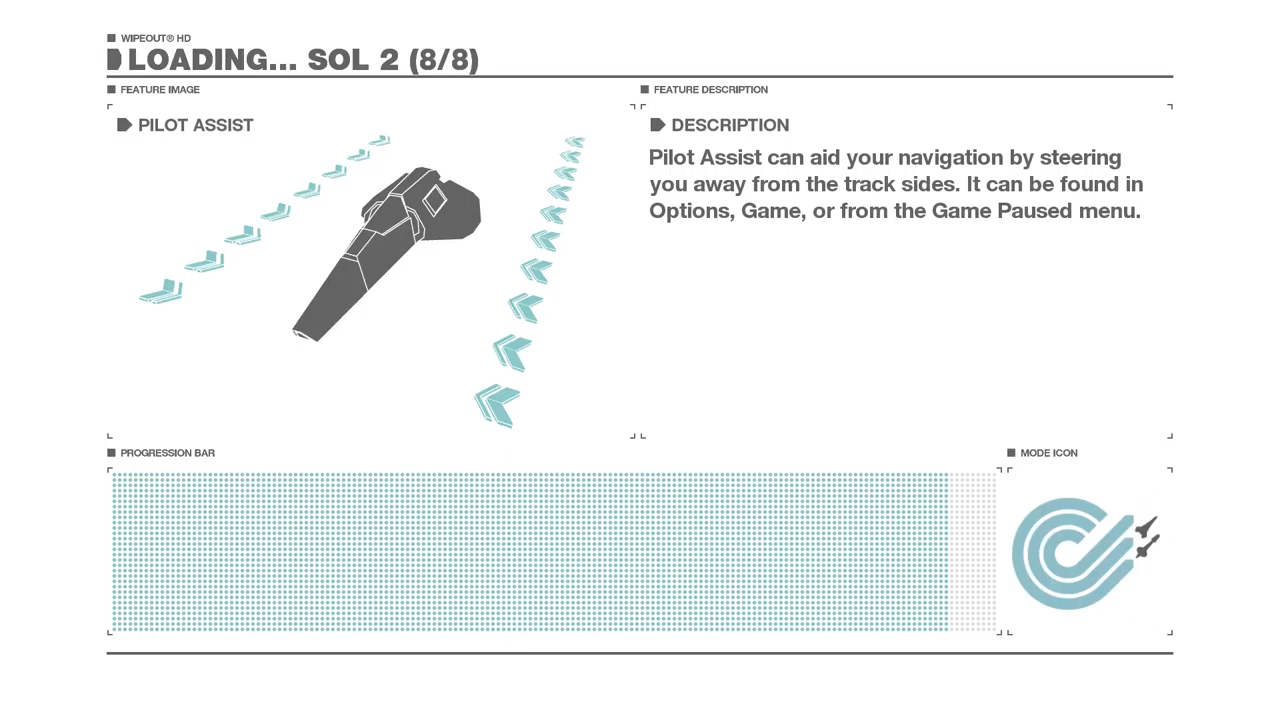 WIPEOUT® HD
LOADING... SOL 2 (8/8)
FEATURE IMAGE
PILOT ASSIST
FEATURE DESCRIPTION
DESCRIPTION
Pilot Assist can aid your navigation by steering
you away from the track sides. It can be found in
Options, Game, or from the Game Paused menu.
PROGRESSION BAR
MODE ICON